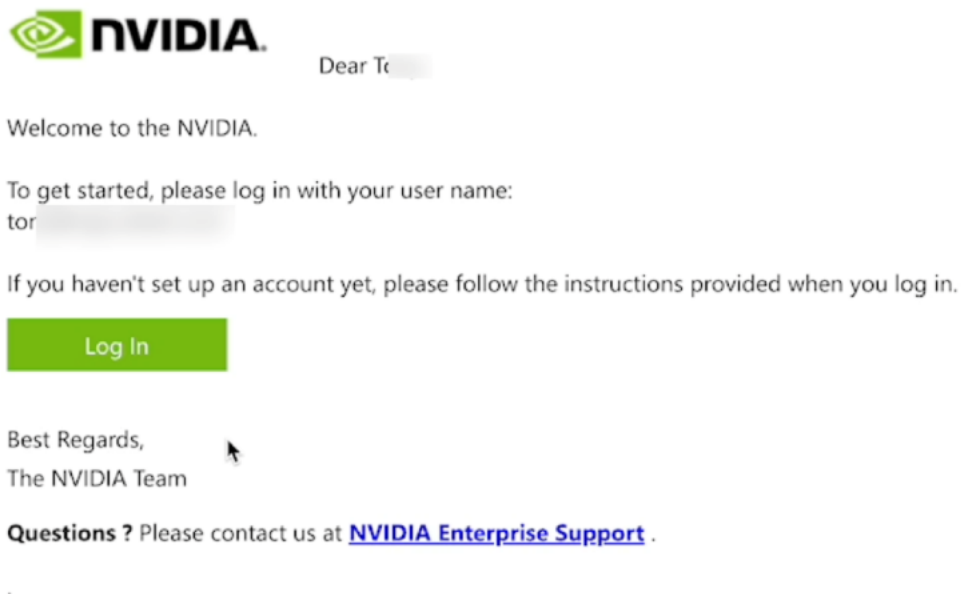 NVIDIA.
Dear
Welcome to the NVIDIA.
To get started, please log in with your user name:
If you haven't set up an account yet, please follow the instructions provided when you log in.
Log In
Best Regards,
The NVIDIA Team
Questions ? Please contact us at NVIDIA Enterprise Support .